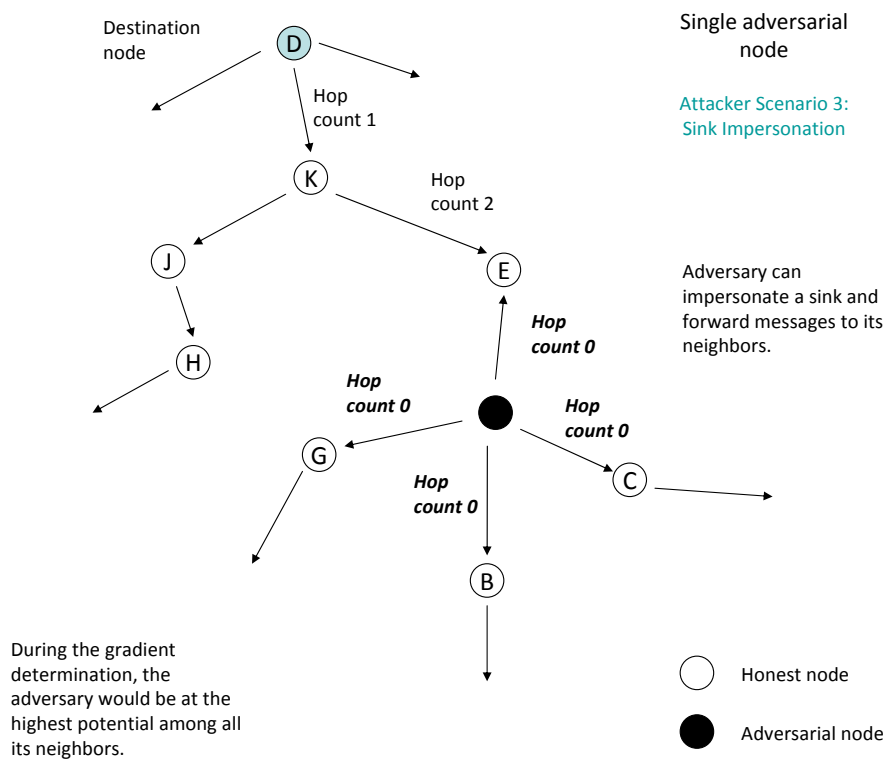 Destination
node
D
Single adversarial
node
Attacker Scenario 3:
Sink Impersonation
Hop
count 1
K
Hop
count 2
J
E
Adversary can
impersonate a sink and
forward messages to its
neighbors.
Hop
count 0
H
Hop
count 0
Hop
count 0
G
Hop
count 0
C
B
During the gradient
determination, the
adversary would be at the
highest potential among all
its neighbors.
Honest node
Adversarial node